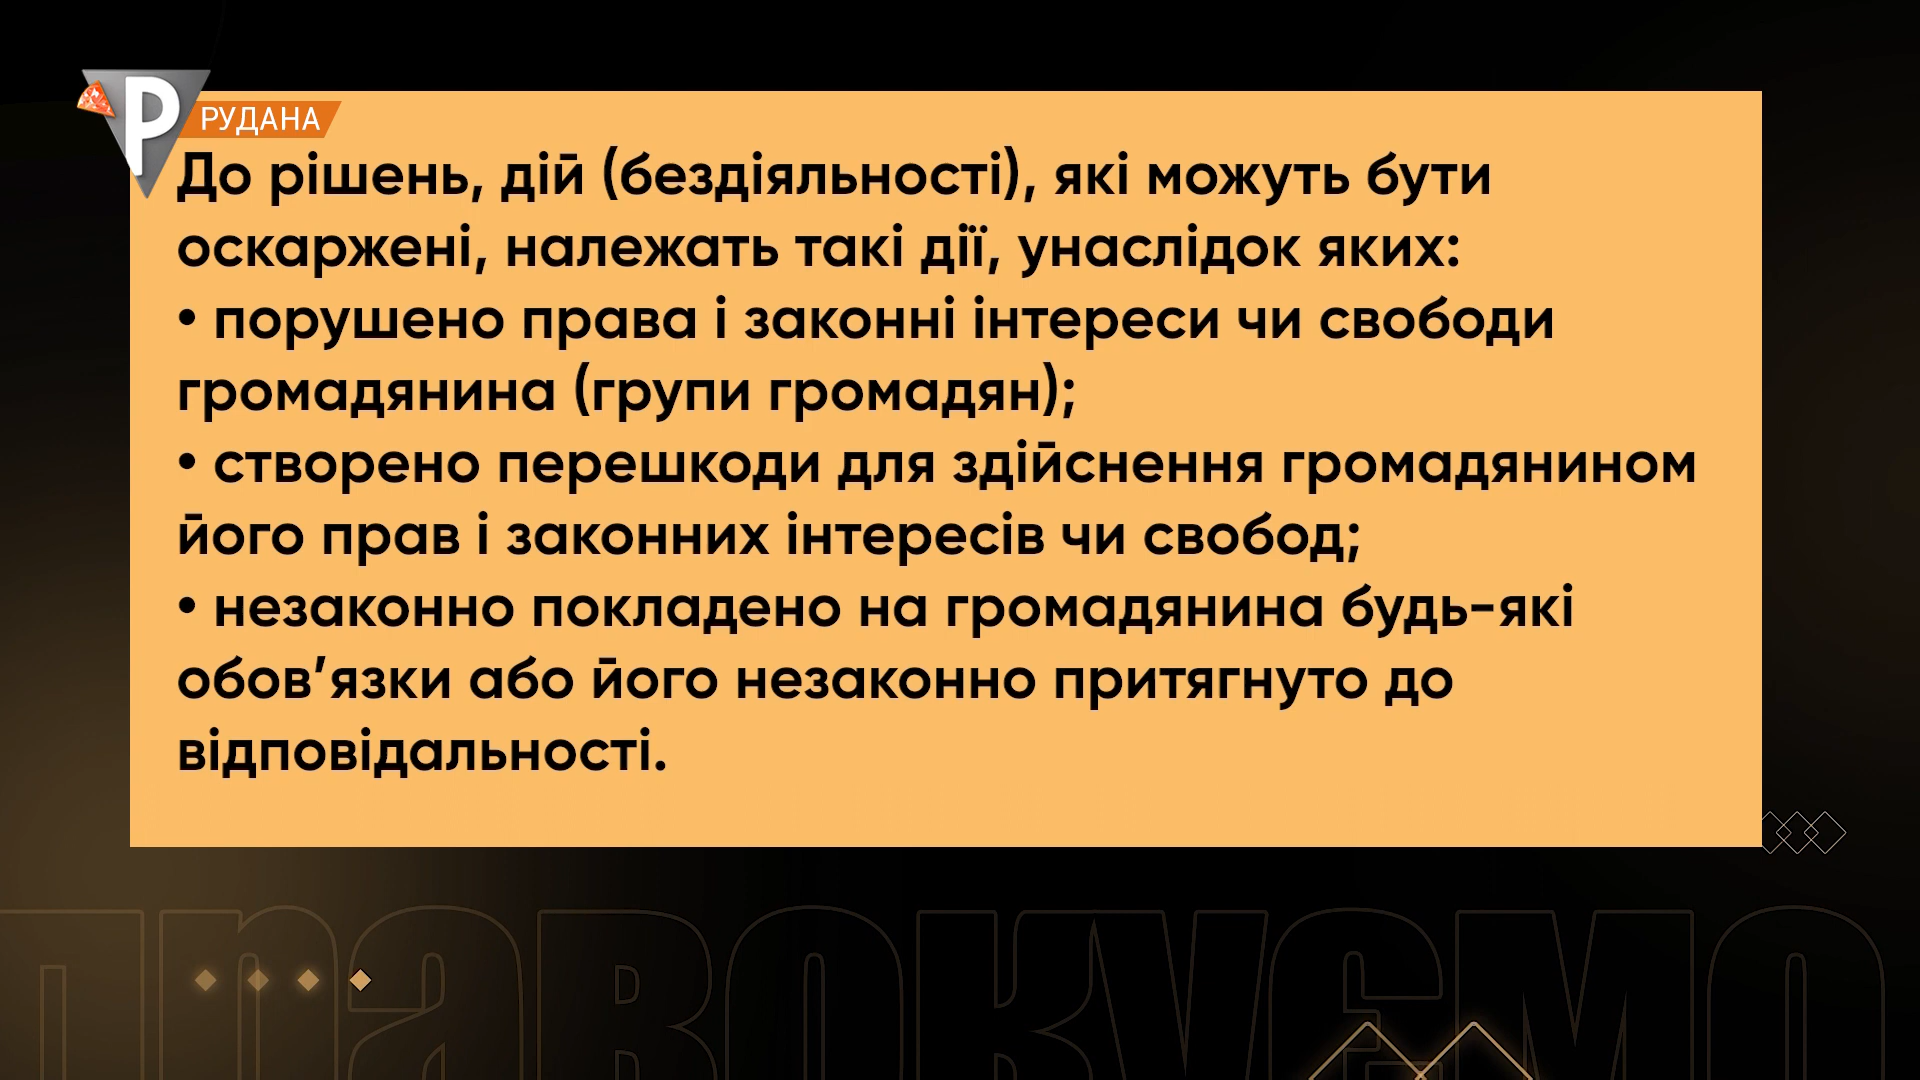 Р
РУДАНА
До рішень, дій (бездіяльності), які можуть бути
оскаржені, належать такі дії, унаслідок яких:
• порушено права і законні інтереси чи свободи
громадянина (групи громадян);
• створено перешкоди для здійснення громадянином
його прав і законних інтересів чи свобод;
• незаконно покладено на громадянина будь-які
обов’язки або його незаконно притягнуто до
відповідальності.
правокуємо